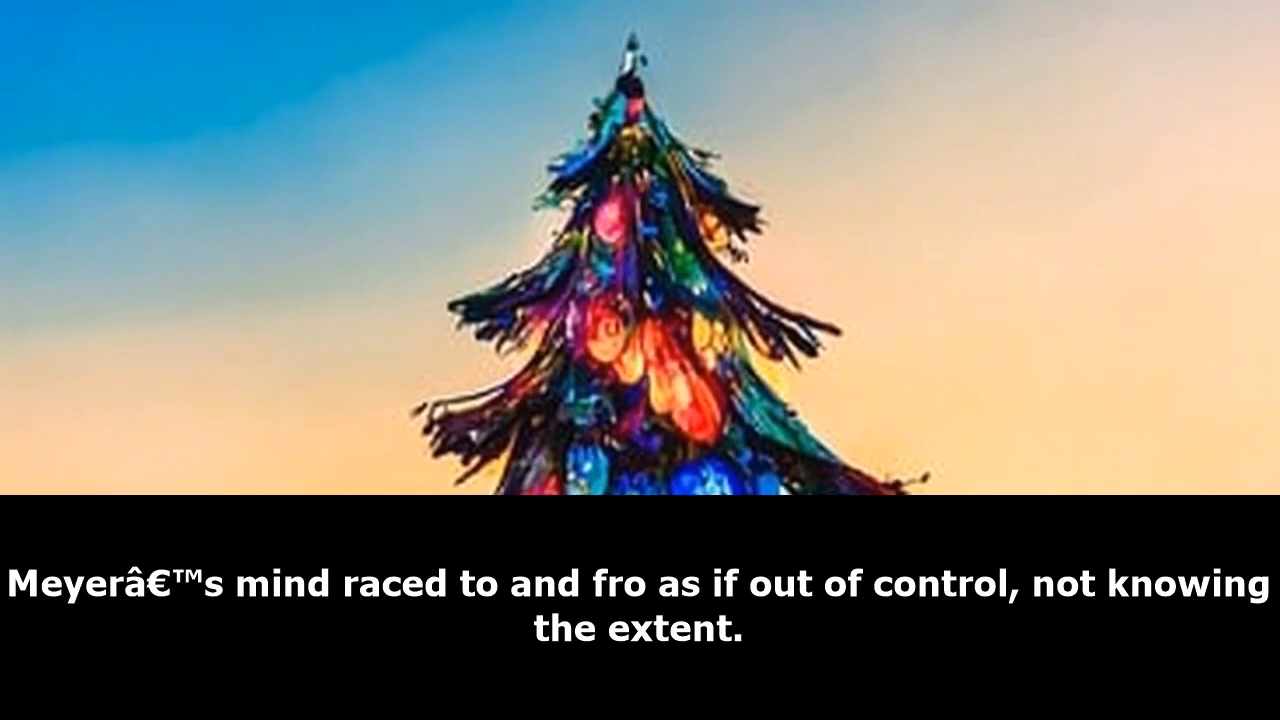 Meyerâ€™s mind raced to and fro as if out of control, not knowing
the extent.